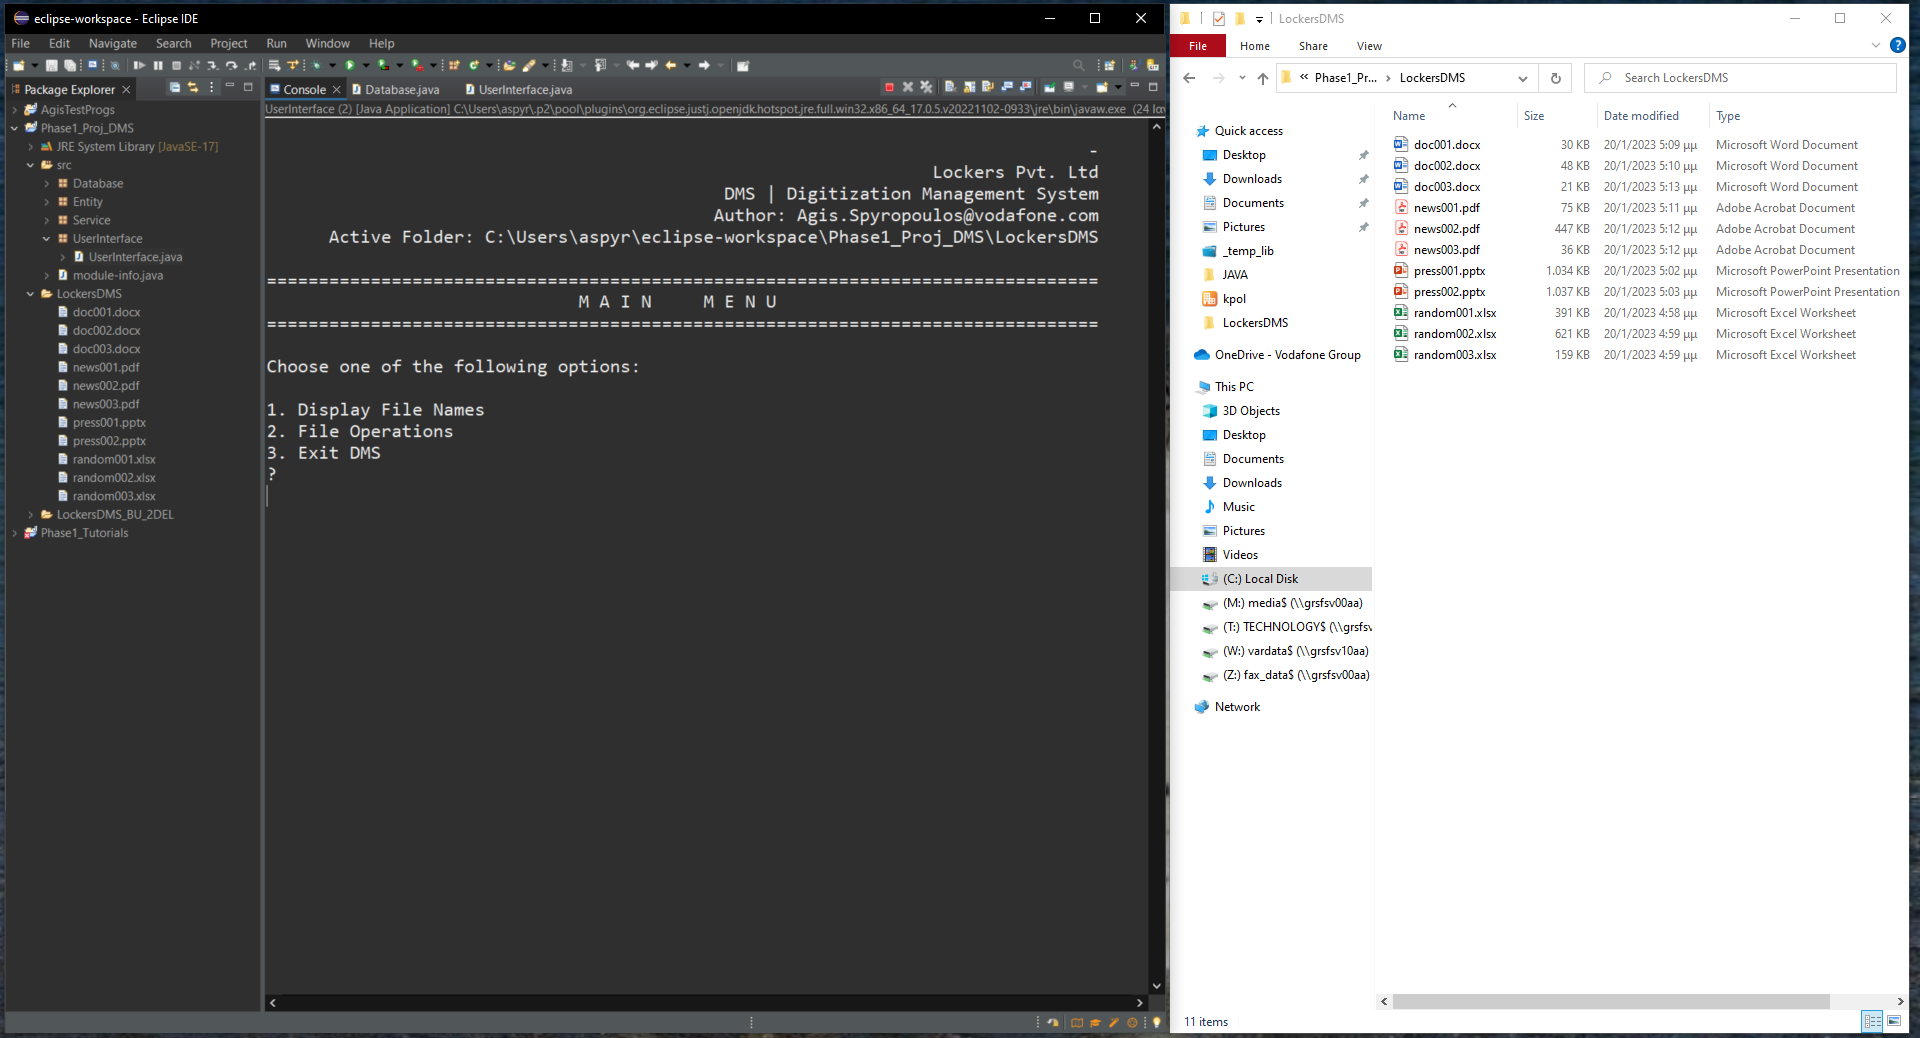 eclipse-workspace - Eclipse IDE
File Edit Navigate Search Project Run Window Help
Package Explorer
AgisTestProgs
Phase1_Proj_DMS
JRE System Library [JavaSE-17]
src
Database
Entity
Service
UserInterface
UserInterface.java
module-info.java
LockersDMS
doc001.docx
doc002.docx
doc003.docx
news001.pdf
news002.pdf
news003.pdf
press001.pptx
press002.pptx
random001.xlsx
random002.xlsx
random003.xlsx
LockersDMS_BU_2DEL
Phase1_Tutorials
Console Database.java UserInterface.java
UserInterface (2) [Java Application] C:\Users\aspyr\.p2\pool\plugins\org.eclipse.justj.openjdk.hotspot.jre.full.win32.x86_64_17.0.5.v20221102-0933\jre\bin\javaw.exe (24 Ιαν
-
Lockers Pvt. Ltd
DMS | Digitization Management System
Author: Agis.Spyropoulos@vodafone.com
Active Folder: C:\Users\aspyr\eclipse-workspace\Phase1_Proj_DMS\LockersDMS
================================================================================
M A I N     M E N U
================================================================================
Choose one of the following options:
1. Display File Names
2. File Operations
3. Exit DMS
?
LockersDMS
File Home Share View
« Phase1_Pr... › LockersDMS
Search LockersDMS
Quick access
Desktop
Downloads
Documents
Pictures
_temp_lib
JAVA
kpol
LockersDMS
OneDrive - Vodafone Group
This PC
3D Objects
Desktop
Documents
Downloads
Music
Pictures
Videos
(C:) Local Disk
(M:) media$ (\\grsfsv00aa)
(T:) TECHNOLOGY$ (\\grsfsv
(W:) vardata$ (\\grsfsv10aa)
(Z:) fax_data$ (\\grsfsv00aa)
Network
Name Size Date modified Type
doc001.docx 30 KB 20/1/2023 5:09 μμ Microsoft Word Document
doc002.docx 48 KB 20/1/2023 5:10 μμ Microsoft Word Document
doc003.docx 21 KB 20/1/2023 5:13 μμ Microsoft Word Document
news001.pdf 75 KB 20/1/2023 5:11 μμ Adobe Acrobat Document
news002.pdf 447 KB 20/1/2023 5:12 μμ Adobe Acrobat Document
news003.pdf 36 KB 20/1/2023 5:12 μμ Adobe Acrobat Document
press001.pptx 1.034 KB 20/1/2023 5:02 μμ Microsoft PowerPoint Presentation
press002.pptx 1.037 KB 20/1/2023 5:03 μμ Microsoft PowerPoint Presentation
random001.xlsx 391 KB 20/1/2023 4:58 μμ Microsoft Excel Worksheet
random002.xlsx 621 KB 20/1/2023 4:59 μμ Microsoft Excel Worksheet
random003.xlsx 159 KB 20/1/2023 4:59 μμ Microsoft Excel Worksheet
11 items